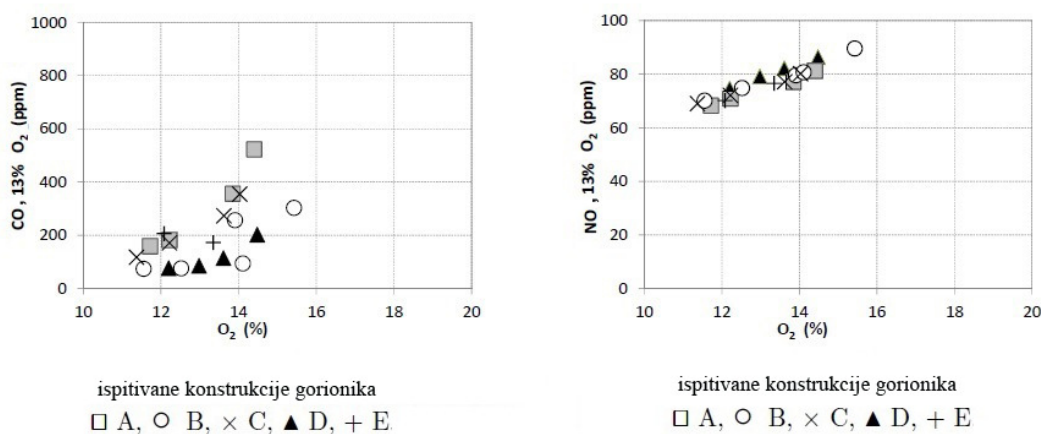 CO , 13% O2 (ppm)
1000
800
600
400
200
0
10 12 14 16 18 20
O2 (%)
ispitivane konstrukcije gorionika
□ A, ○ B, × C, ▲ D, + E
NO , 13% O2 (ppm)
100
80
60
40
20
0
10 12 14 16 18 20
O2 (%)
ispitivane konstrukcije gorionika
□ A, ○ B, × C, ▲ D, + E